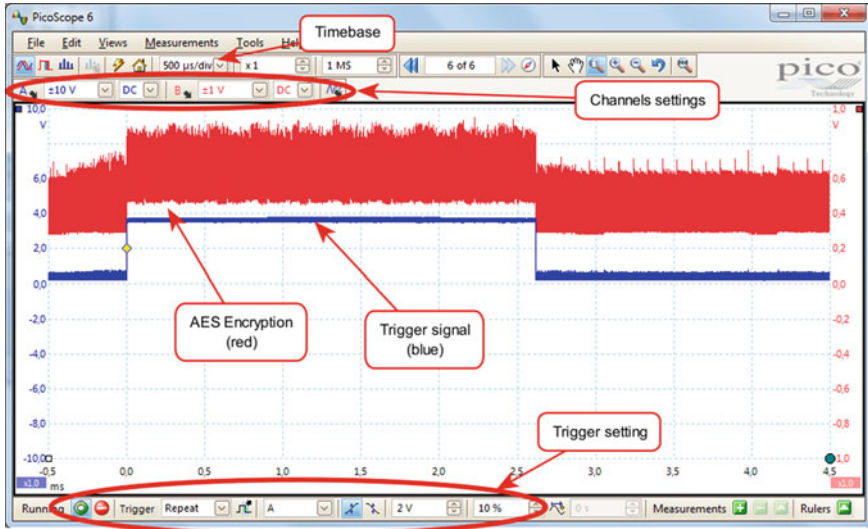 PicoScope 6
Timebase
File Edit Views Measurements Tools Hel
500 µs/div x 1 1 MS 6 of 6
pico
Technology
A ±10 V DC B ±1 V DC
Channels settings
10,0 1,0
V V
6,0 0,6
4,0 0,4
2,0 0,2
0,0 0,0
AES Encryption
(red)
Trigger signal
(blue)
-2,0 -0,2
-4,0 -0,4
-6,0 -0,6
-8,0 -0,8
Trigger setting
-10,0 1,0
-0,5 0,0 0,5 1,0 1,5 2,0 2,5 3,0 3,5 4,0 4,5
x1,0 ms x1,0
Running Trigger Repeat A 2 V 10 % 0 s Measurements Rulers